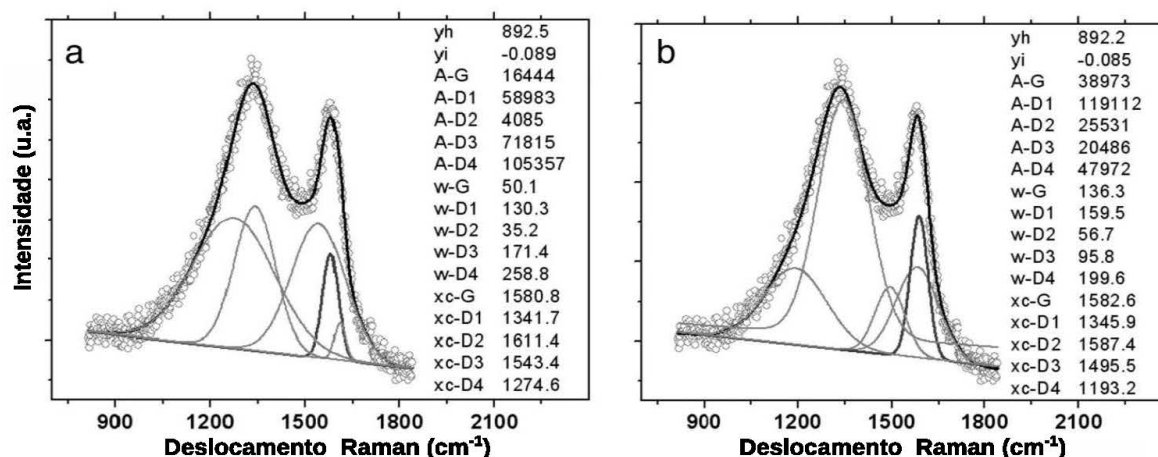 a
yh 892.5
yi -0.089
A-G 16444
A-D1 58983
A-D2 4085
A-D3 71815
A-D4 105357
w-G 50.1
w-D1 130.3
w-D2 35.2
w-D3 171.4
w-D4 258.8
xc-G 1580.8
xc-D1 1341.7
xc-D2 1611.4
xc-D3 1543.4
xc-D4 1274.6
Intensidade (u.a.)
900 1200 1500 1800 2100
Deslocamento Raman (cm⁻¹)
b
yh 892.2
yi -0.085
A-G 38973
A-D1 119112
A-D2 25531
A-D3 20486
A-D4 47972
w-G 136.3
w-D1 159.5
w-D2 56.7
w-D3 95.8
w-D4 199.6
xc-G 1582.6
xc-D1 1345.9
xc-D2 1587.4
xc-D3 1495.5
xc-D4 1193.2
900 1200 1500 1800 2100
Deslocamento Raman (cm⁻¹)